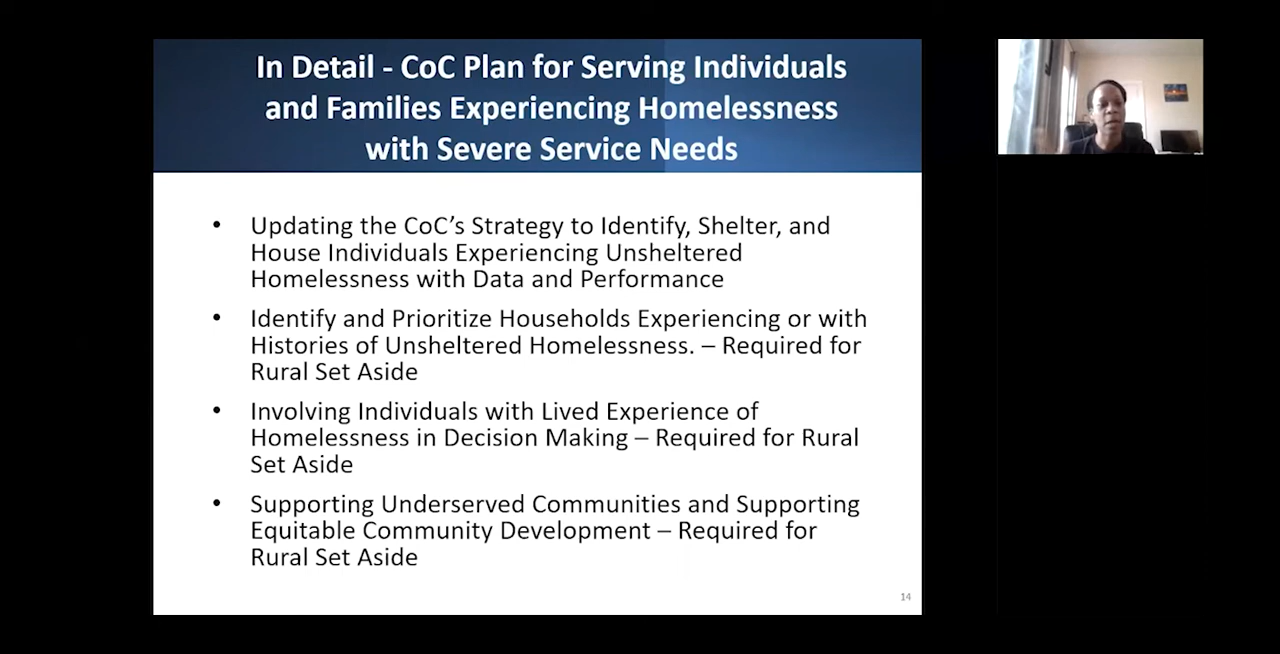 In Detail - CoC Plan for Serving Individuals
and Families Experiencing Homelessness
with Severe Service Needs
• Updating the CoC’s Strategy to Identify, Shelter, and
House Individuals Experiencing Unsheltered
Homelessness with Data and Performance
• Identify and Prioritize Households Experiencing or with
Histories of Unsheltered Homelessness. – Required for
Rural Set Aside
• Involving Individuals with Lived Experience of
Homelessness in Decision Making – Required for Rural
Set Aside
• Supporting Underserved Communities and Supporting
Equitable Community Development – Required for
Rural Set Aside
14